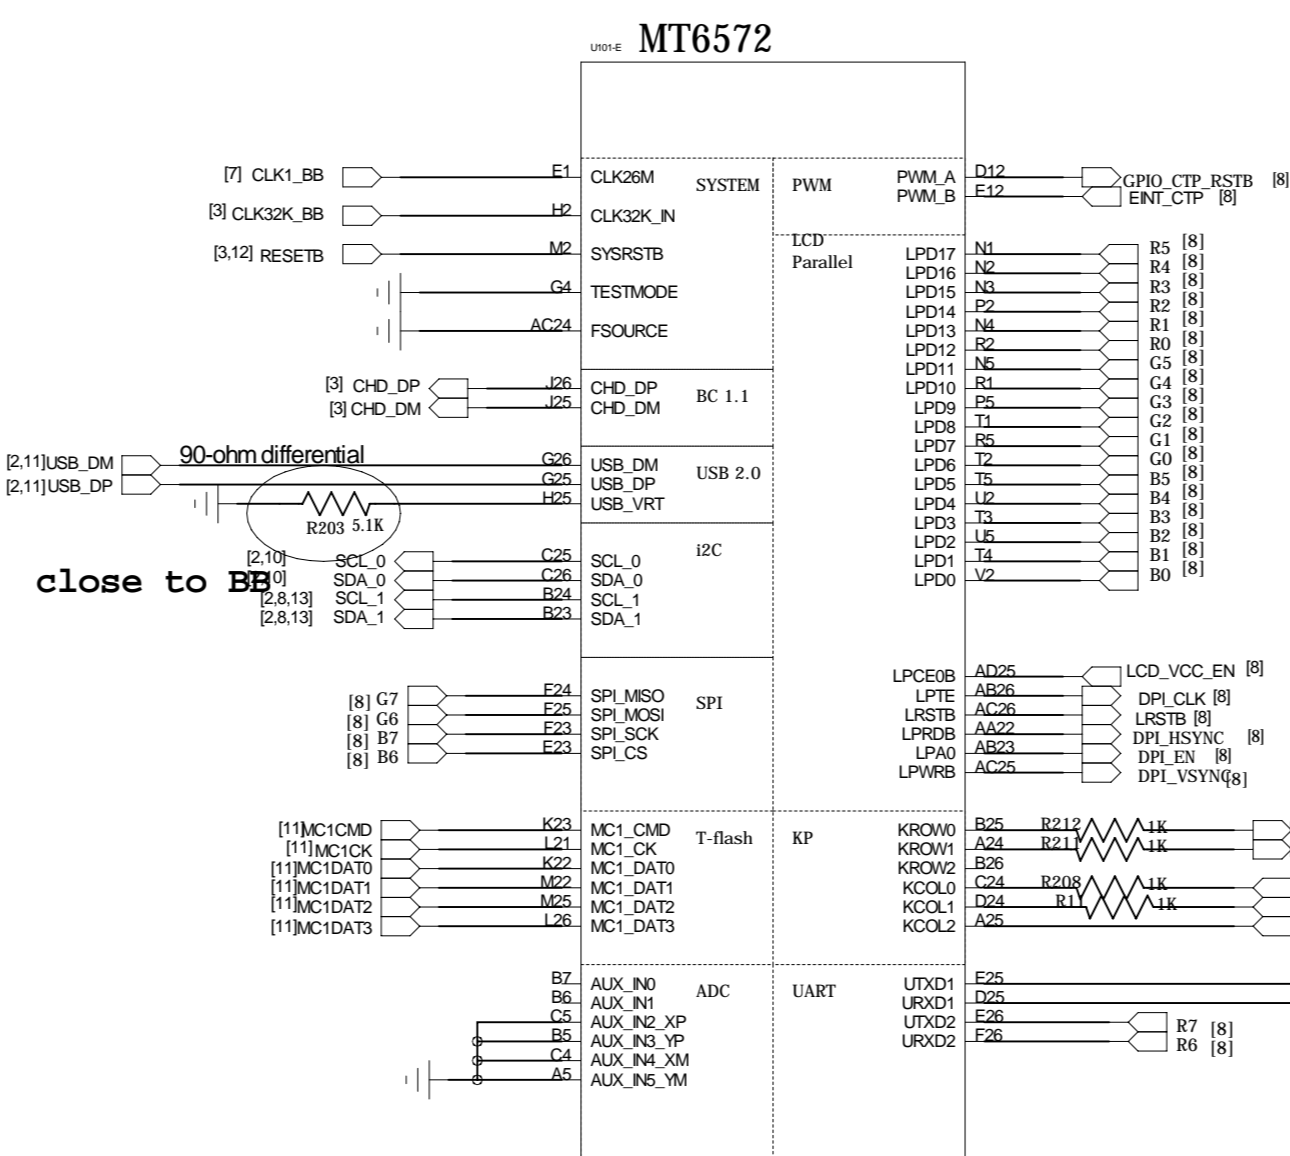 U101-E MT6572
[7] CLK1_BB E1 CLK26M SYSTEM PWM PWM_A D12 GPIO_CTP_RSTB [8]
PWM_B E12 EINT_CTP [8]
[3] CLK32K_BB H2 CLK32K_IN
LCD
Parallel
[3,12] RESETB M2 SYSRSTB LPD17 N1 R5 [8]
LPD16 N2 R4 [8]
G4 TESTMODE LPD15 N3 R3 [8]
LPD14 P2 R2 [8]
AC24 FSOURCE LPD13 N4 R1 [8]
LPD12 R2 R0 [8]
LPD11 N5 G5 [8]
[3] CHD_DP J26 CHD_DP BC 1.1 LPD10 R1 G4 [8]
[3] CHD_DM J25 CHD_DM LPD9 P5 G3 [8]
LPD8 T1 G2 [8]
LPD7 R5 G1 [8]
90-ohm differential
[2,11] USB_DM G26 USB_DM USB 2.0 LPD6 T2 G0 [8]
[2,11] USB_DP G25 USB_DP LPD5 T5 B5 [8]
H25 USB_VRT LPD4 U2 B4 [8]
R203 5.1K LPD3 T3 B3 [8]
LPD2 U5 B2 [8]
[2,10] SCL_0 C25 SCL_0 i2C LPD1 T4 B1 [8]
close to BB
[2,10] SDA_0 C26 SDA_0 LPD0 V2 B0 [8]
[2,8,13] SCL_1 B24 SCL_1
[2,8,13] SDA_1 B23 SDA_1
LPCE0B AD25 LCD_VCC_EN [8]
[8] G7 F24 SPI_MISO SPI LPTE AB26 DPI_CLK [8]
[8] G6 E25 SPI_MOSI LRSTB AC26 LRSTB [8]
[8] B7 F23 SPI_SCK LPRDB AA22 DPI_HSYNC [8]
[8] B6 E23 SPI_CS LPA0 AB23 DPI_EN [8]
LPWRB AC25 DPI_VSYNC [8]
[11] MC1CMD K23 MC1_CMD T-flash KP KROW0 B25 R212 1K
[11] MC1CK L21 MC1_CK KROW1 A24 R211 1K
[11] MC1DAT0 K22 MC1_DAT0 KROW2 B26
[11] MC1DAT1 M22 MC1_DAT1 KCOL0 C24 R208 1K
[11] MC1DAT2 M25 MC1_DAT2 KCOL1 D24 1K
[11] MC1DAT3 L26 MC1_DAT3 KCOL2 A25
B7 AUX_IN0 ADC UART UTXD1 E25
B6 AUX_IN1 URXD1 D25
C5 AUX_IN2_XP UTXD2 E26 R7 [8]
B5 AUX_IN3_YP URXD2 F26 R6 [8]
C4 AUX_IN4_XM
A5 AUX_IN5_YM